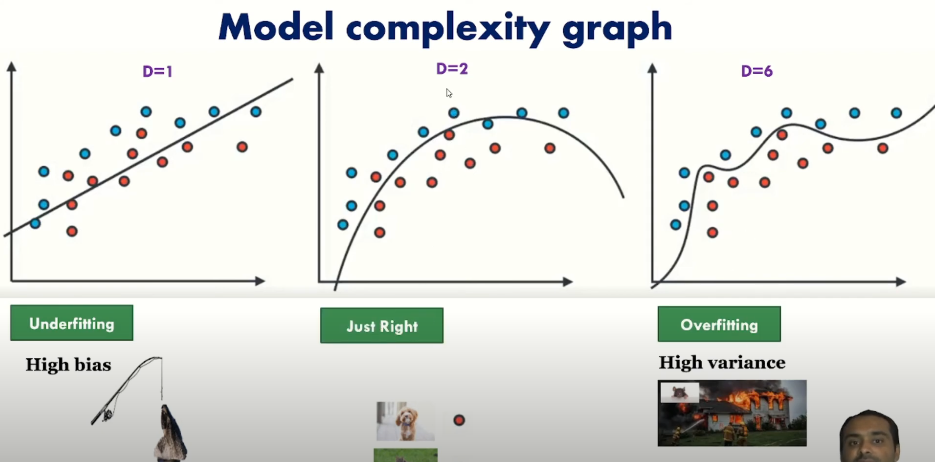 Model complexity graph
D=1
D=2
D=6
Underfitting
Just Right
Overfitting
High bias
High variance